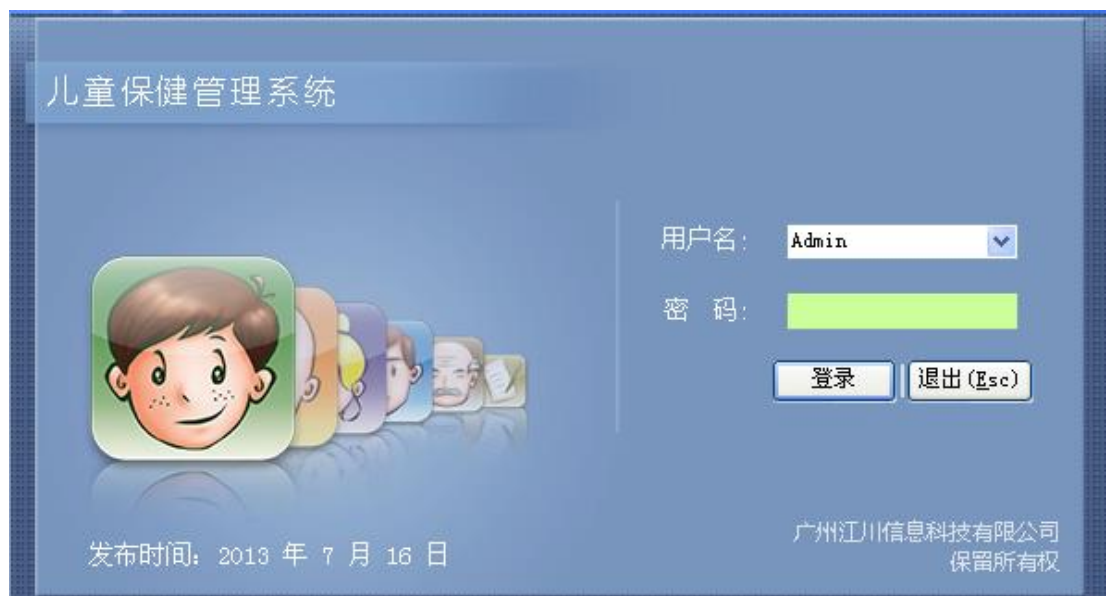 儿童保健管理系统
用户名: Admin
密 码:
登录 退出(Esc)
发布时间: 2013 年 7 月 16 日
广州江川信息科技有限公司
保留所有权